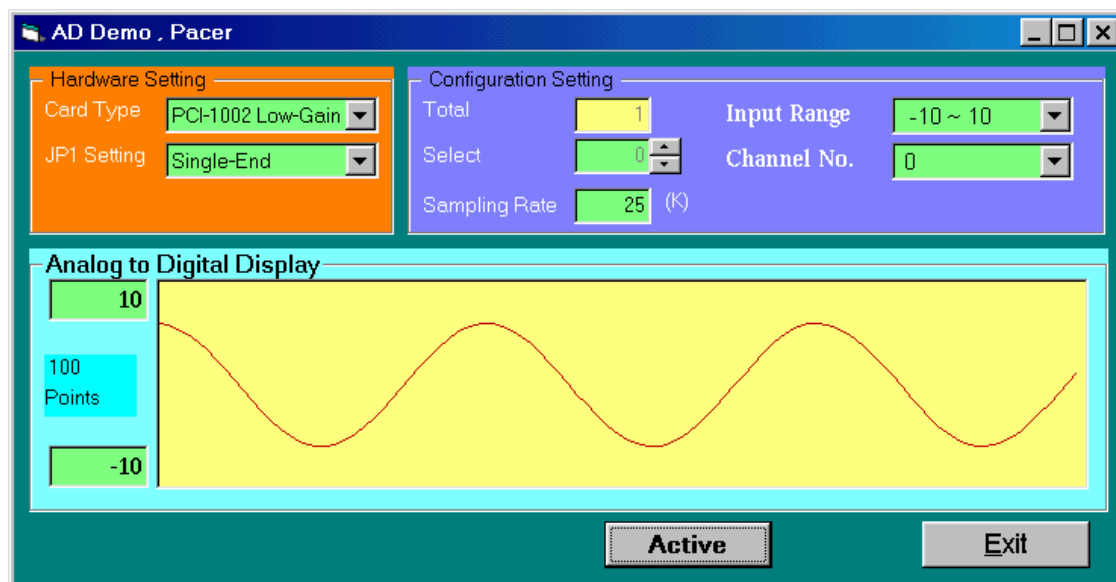 AD Demo , Pacer
Hardware Setting
Card Type PCI-1002 Low-Gain
JP1 Setting Single-End
Configuration Setting
Total 1
Select 0
Sampling Rate 25 (K)
Input Range -10 ~ 10
Channel No. 0
Analog to Digital Display
10
100
Points
-10
Active
Exit